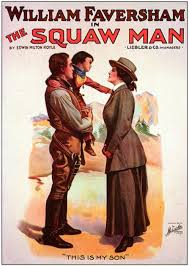 WILLIAM FAVERSHAM
IN
THE SQUAW MAN
BY EDWIN MILTON ROYLE
LIEBLER & CO. MANAGERS
"THIS IS MY SON"